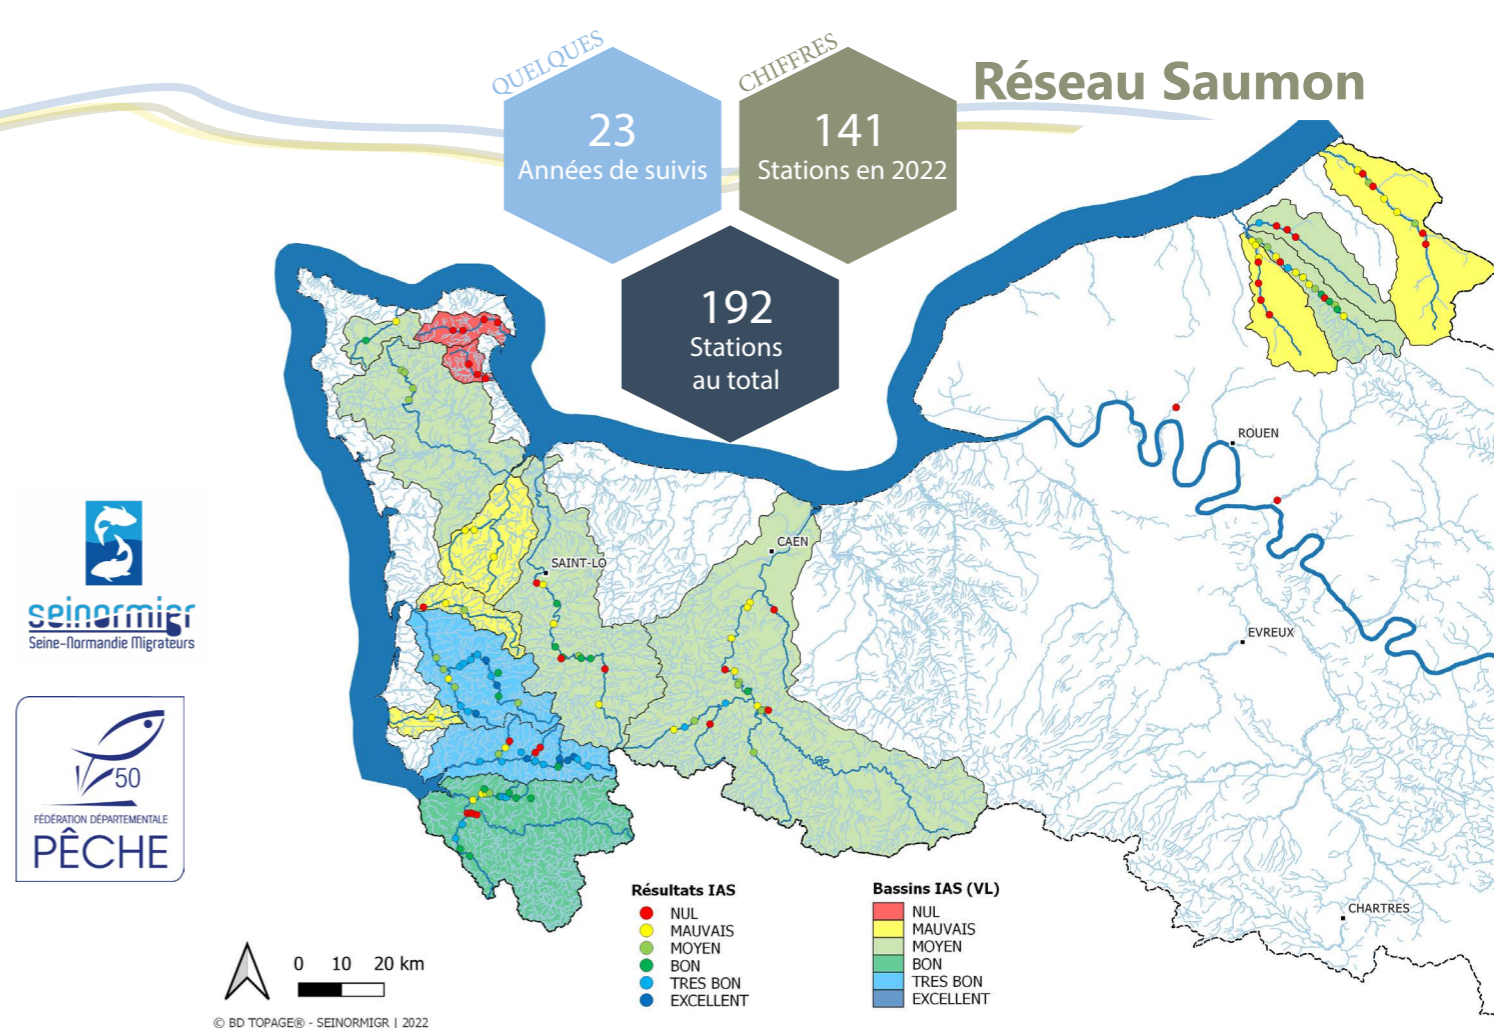 QUELQUES
CHIFFRES
Réseau Saumon
23
Années de suivis
141
Stations en 2022
192
Stations
au total
ROUEN
CAEN
SAINT-LO
EVREUX
CHARTRES
seinormigr
Seine-Normandie Migrateurs
50
FÉDÉRATION DÉPARTEMENTALE
PÊCHE
Résultats IAS
NUL
MAUVAIS
MOYEN
BON
TRES BON
EXCELLENT
Bassins IAS (VL)
NUL
MAUVAIS
MOYEN
BON
TRES BON
EXCELLENT
0 10 20 km
© BD TOPAGE® - SEINORMIGR | 2022